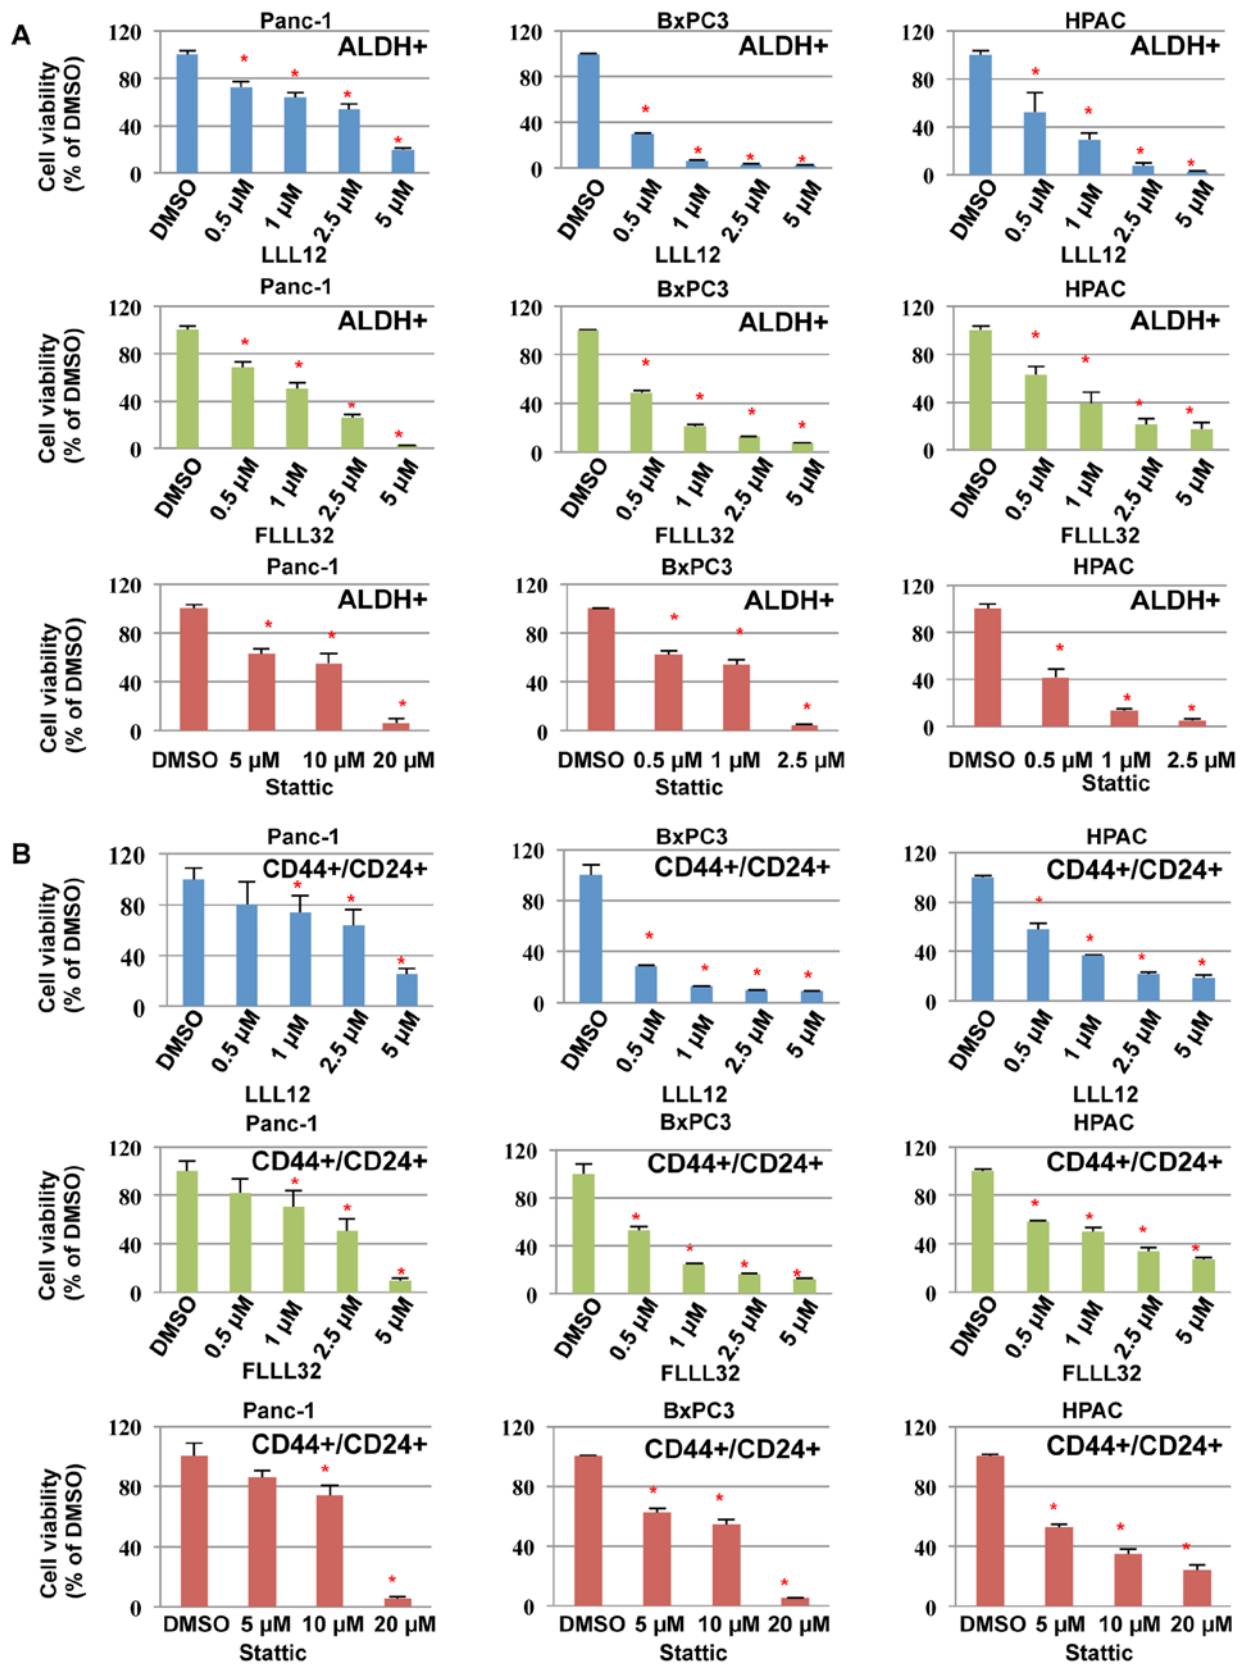 A
Panc-1 BxPC3 HPAC
ALDH+ ALDH+ ALDH+
Cell viability
(% of DMSO)
120 120 120
80 80 80
40 40 40
0 0 0
DMSO 0.5 µM 1 µM 2.5 µM 5 µM DMSO 0.5 µM 1 µM 2.5 µM 5 µM DMSO 0.5 µM 1 µM 2.5 µM 5 µM
LLL12 LLL12 LLL12
Panc-1 BxPC3 HPAC
ALDH+ ALDH+ ALDH+
Cell viability
(% of DMSO)
120 120 120
80 80 80
40 40 40
0 0 0
DMSO 0.5 µM 1 µM 2.5 µM 5 µM DMSO 0.5 µM 1 µM 2.5 µM 5 µM DMSO 0.5 µM 1 µM 2.5 µM 5 µM
FLLL32 FLLL32 FLLL32
Panc-1 BxPC3 HPAC
ALDH+ ALDH+ ALDH+
Cell viability
(% of DMSO)
120 120 120
80 80 80
40 40 40
0 0 0
DMSO 5 µM 10 µM 20 µM DMSO 0.5 µM 1 µM 2.5 µM DMSO 0.5 µM 1 µM 2.5 µM
Stattic Stattic Stattic
B
Panc-1 BxPC3 HPAC
CD44+/CD24+ CD44+/CD24+ CD44+/CD24+
Cell viability
(% of DMSO)
120 120 120
80 80 80
40 40 40
0 0 0
DMSO 0.5 µM 1 µM 2.5 µM 5 µM DMSO 0.5 µM 1 µM 2.5 µM 5 µM DMSO 0.5 µM 1 µM 2.5 µM 5 µM
LLL12 LLL12 LLL12
Panc-1 BxPC3 HPAC
CD44+/CD24+ CD44+/CD24+ CD44+/CD24+
Cell viability
(% of DMSO)
120 120 120
80 80 80
40 40 40
0 0 0
DMSO 0.5 µM 1 µM 2.5 µM 5 µM DMSO 0.5 µM 1 µM 2.5 µM 5 µM DMSO 0.5 µM 1 µM 2.5 µM 5 µM
FLLL32 FLLL32 FLLL32
Panc-1 BxPC3 HPAC
CD44+/CD24+ CD44+/CD24+ CD44+/CD24+
Cell viability
(% of DMSO)
120 120 120
80 80 80
40 40 40
0 0 0
DMSO 5 µM 10 µM 20 µM DMSO 5 µM 10 µM 20 µM DMSO 5 µM 10 µM 20 µM
Stattic Stattic Stattic